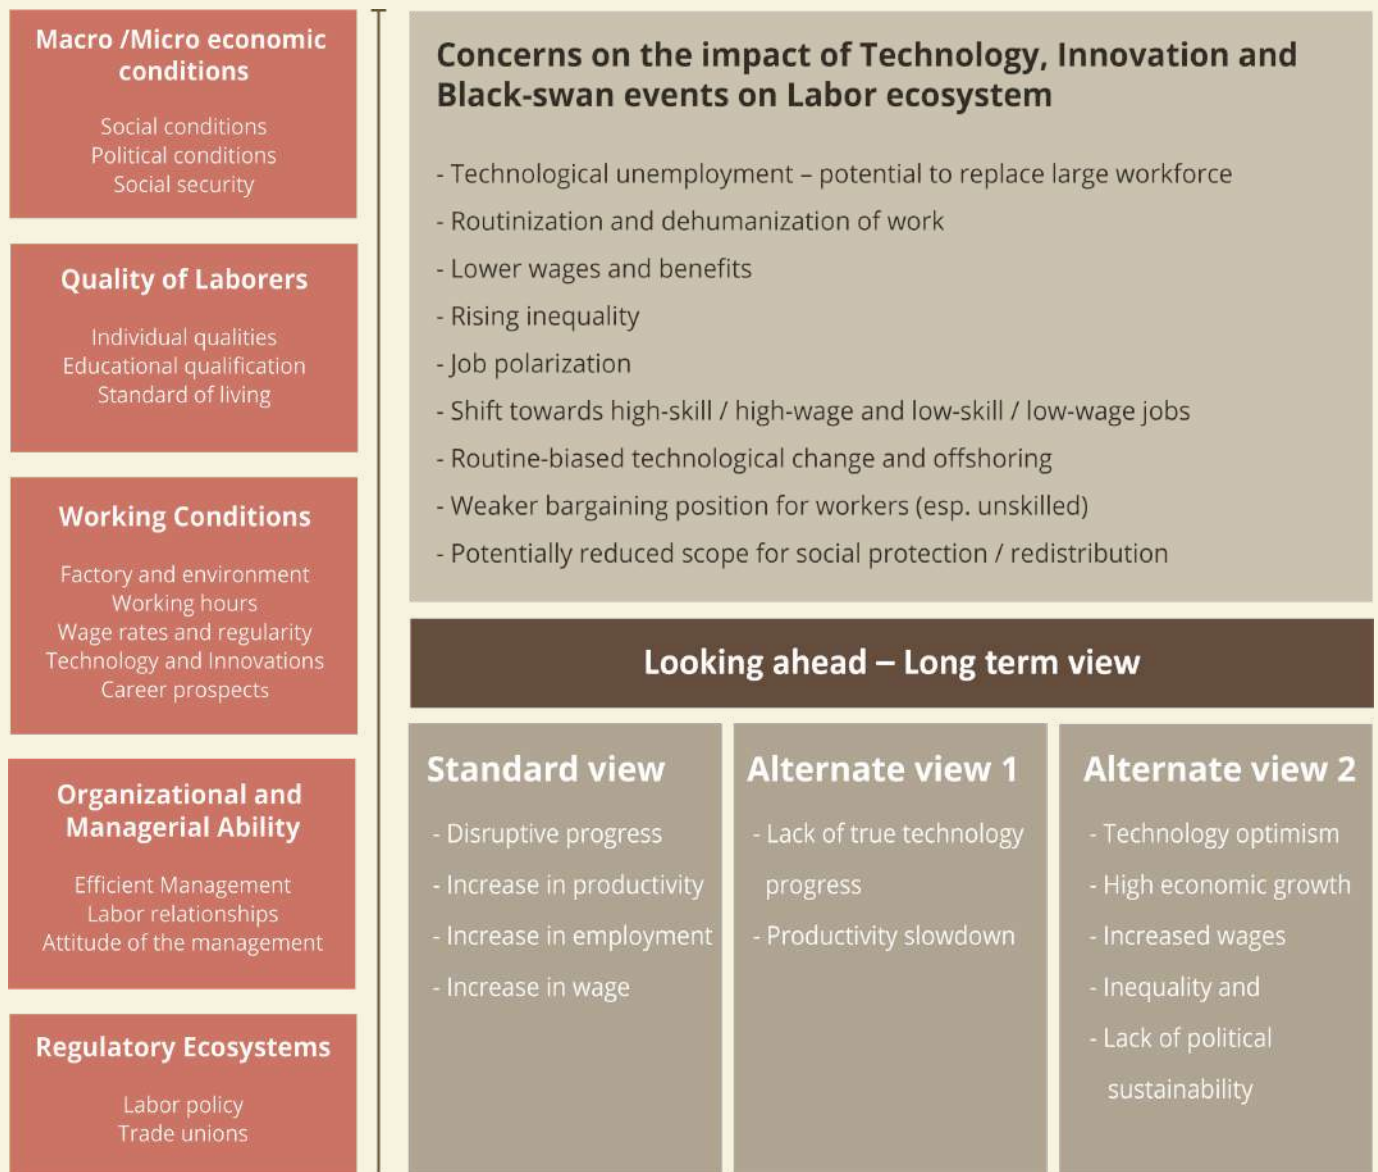 Macro /Micro economic
conditions
Social conditions
Political conditions
Social security
Quality of Laborers
Individual qualities
Educational qualification
Standard of living
Working Conditions
Factory and environment
Working hours
Wage rates and regularity
Technology and Innovations
Career prospects
Organizational and
Managerial Ability
Efficient Management
Labor relationships
Attitude of the management
Regulatory Ecosystems
Labor policy
Trade unions
Concerns on the impact of Technology, Innovation and
Black-swan events on Labor ecosystem
- Technological unemployment – potential to replace large workforce
- Routinization and dehumanization of work
- Lower wages and benefits
- Rising inequality
- Job polarization
- Shift towards high-skill / high-wage and low-skill / low-wage jobs
- Routine-biased technological change and offshoring
- Weaker bargaining position for workers (esp. unskilled)
- Potentially reduced scope for social protection / redistribution
Looking ahead – Long term view
Standard view
- Disruptive progress
- Increase in productivity
- Increase in employment
- Increase in wage
Alternate view 1
- Lack of true technology
progress
- Productivity slowdown
Alternate view 2
- Technology optimism
- High economic growth
- Increased wages
- Inequality and
- Lack of political
sustainability